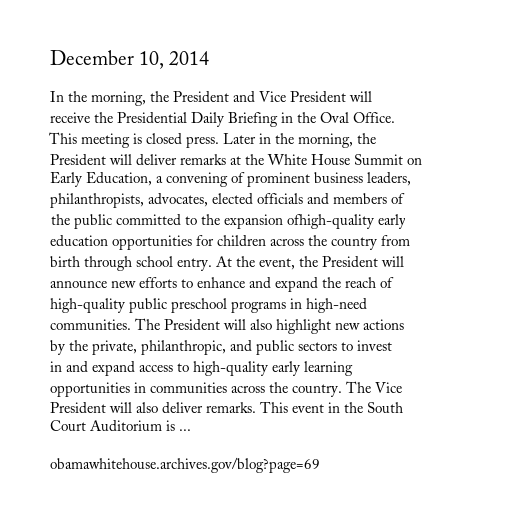 December 10, 2014
In the morning, the President and Vice President will
receive the Presidential Daily Briefing in the Oval Office.
This meeting is closed press. Later in the morning, the
President will deliver remarks at the White House Summit on
Early Education, a convening of prominent business leaders,
philanthropists, advocates, elected officials and members of
the public committed to the expansion ofhigh-quality early
education opportunities for children across the country from
birth through school entry. At the event, the President will
announce new efforts to enhance and expand the reach of
high-quality public preschool programs in high-need
communities. The President will also highlight new actions
by the private, philanthropic, and public sectors to invest
in and expand access to high-quality early learning
opportunities in communities across the country. The Vice
President will also deliver remarks. This event in the South
Court Auditorium is ...
obamawhitehouse.archives.gov/blog?page=69